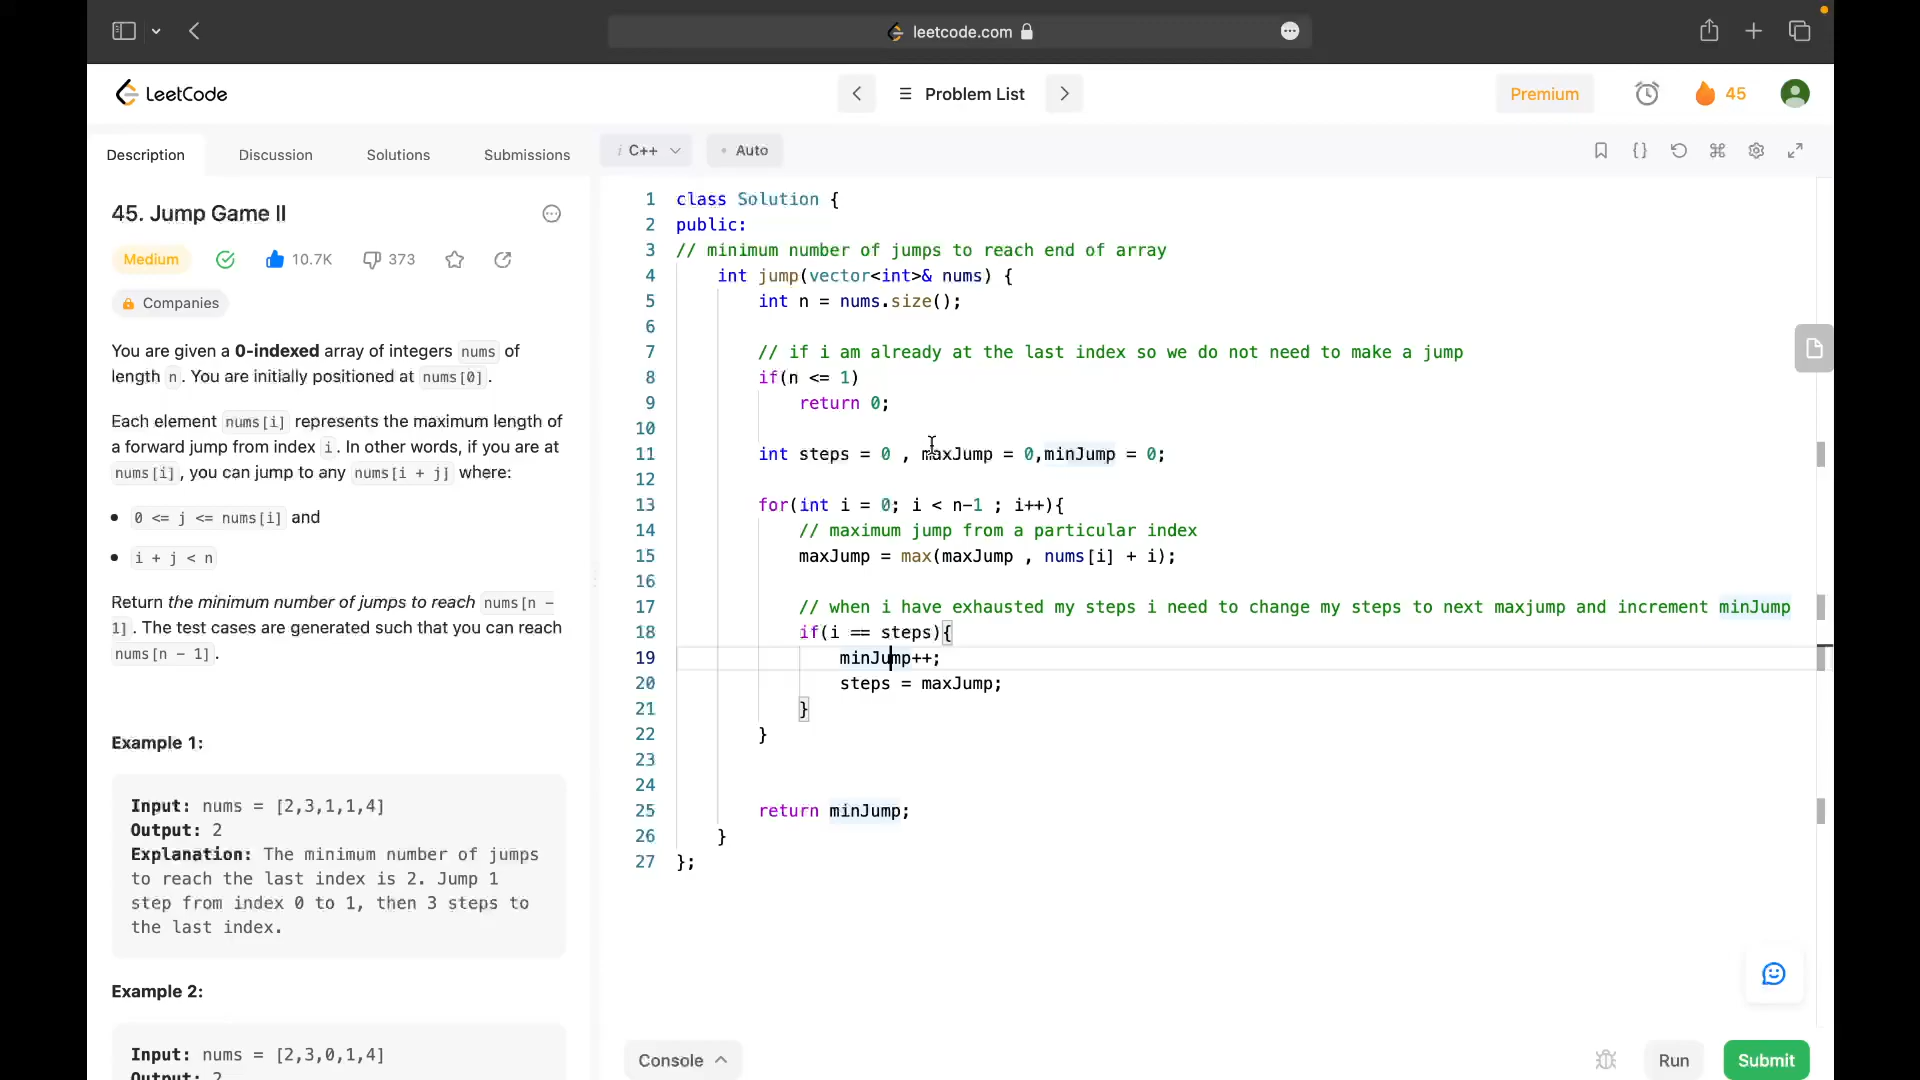 leetcode.com
LeetCode
Problem List
Premium
45
Description
Discussion
Solutions
Submissions
i C++
• Auto
45. Jump Game II
Medium
10.7K
373
Companies
You are given a 0-indexed array of integers nums of
length n. You are initially positioned at nums[0].
Each element nums[i] represents the maximum length of
a forward jump from index i. In other words, if you are at
nums[i], you can jump to any nums[i + j] where:
• 0 <= j <= nums[i] and
• i + j < n
Return the minimum number of jumps to reach nums[n -
1]. The test cases are generated such that you can reach
nums[n - 1].
Example 1:
Input: nums = [2,3,1,1,4]
Output: 2
Explanation: The minimum number of jumps
to reach the last index is 2. Jump 1
step from index 0 to 1, then 3 steps to
the last index.
Example 2:
Input: nums = [2,3,0,1,4]
Output: 2
1 class Solution {
2 public:
3 // minimum number of jumps to reach end of array
4 int jump(vector<int>& nums) {
5 int n = nums.size();
6
7 // if i am already at the last index so we do not need to make a jump
8 if(n <= 1)
9 return 0;
10
11 int steps = 0 , maxJump = 0,minJump = 0;
12
13 for(int i = 0; i < n-1 ; i++){
14 // maximum jump from a particular index
15 maxJump = max(maxJump , nums[i] + i);
16
17 // when i have exhausted my steps i need to change my steps to next maxjump and increment minJump
18 if(i == steps){
19 minJump++;
20 steps = maxJump;
21 }
22 }
23
24
25 return minJump;
26 }
27 };
Console
Run
Submit